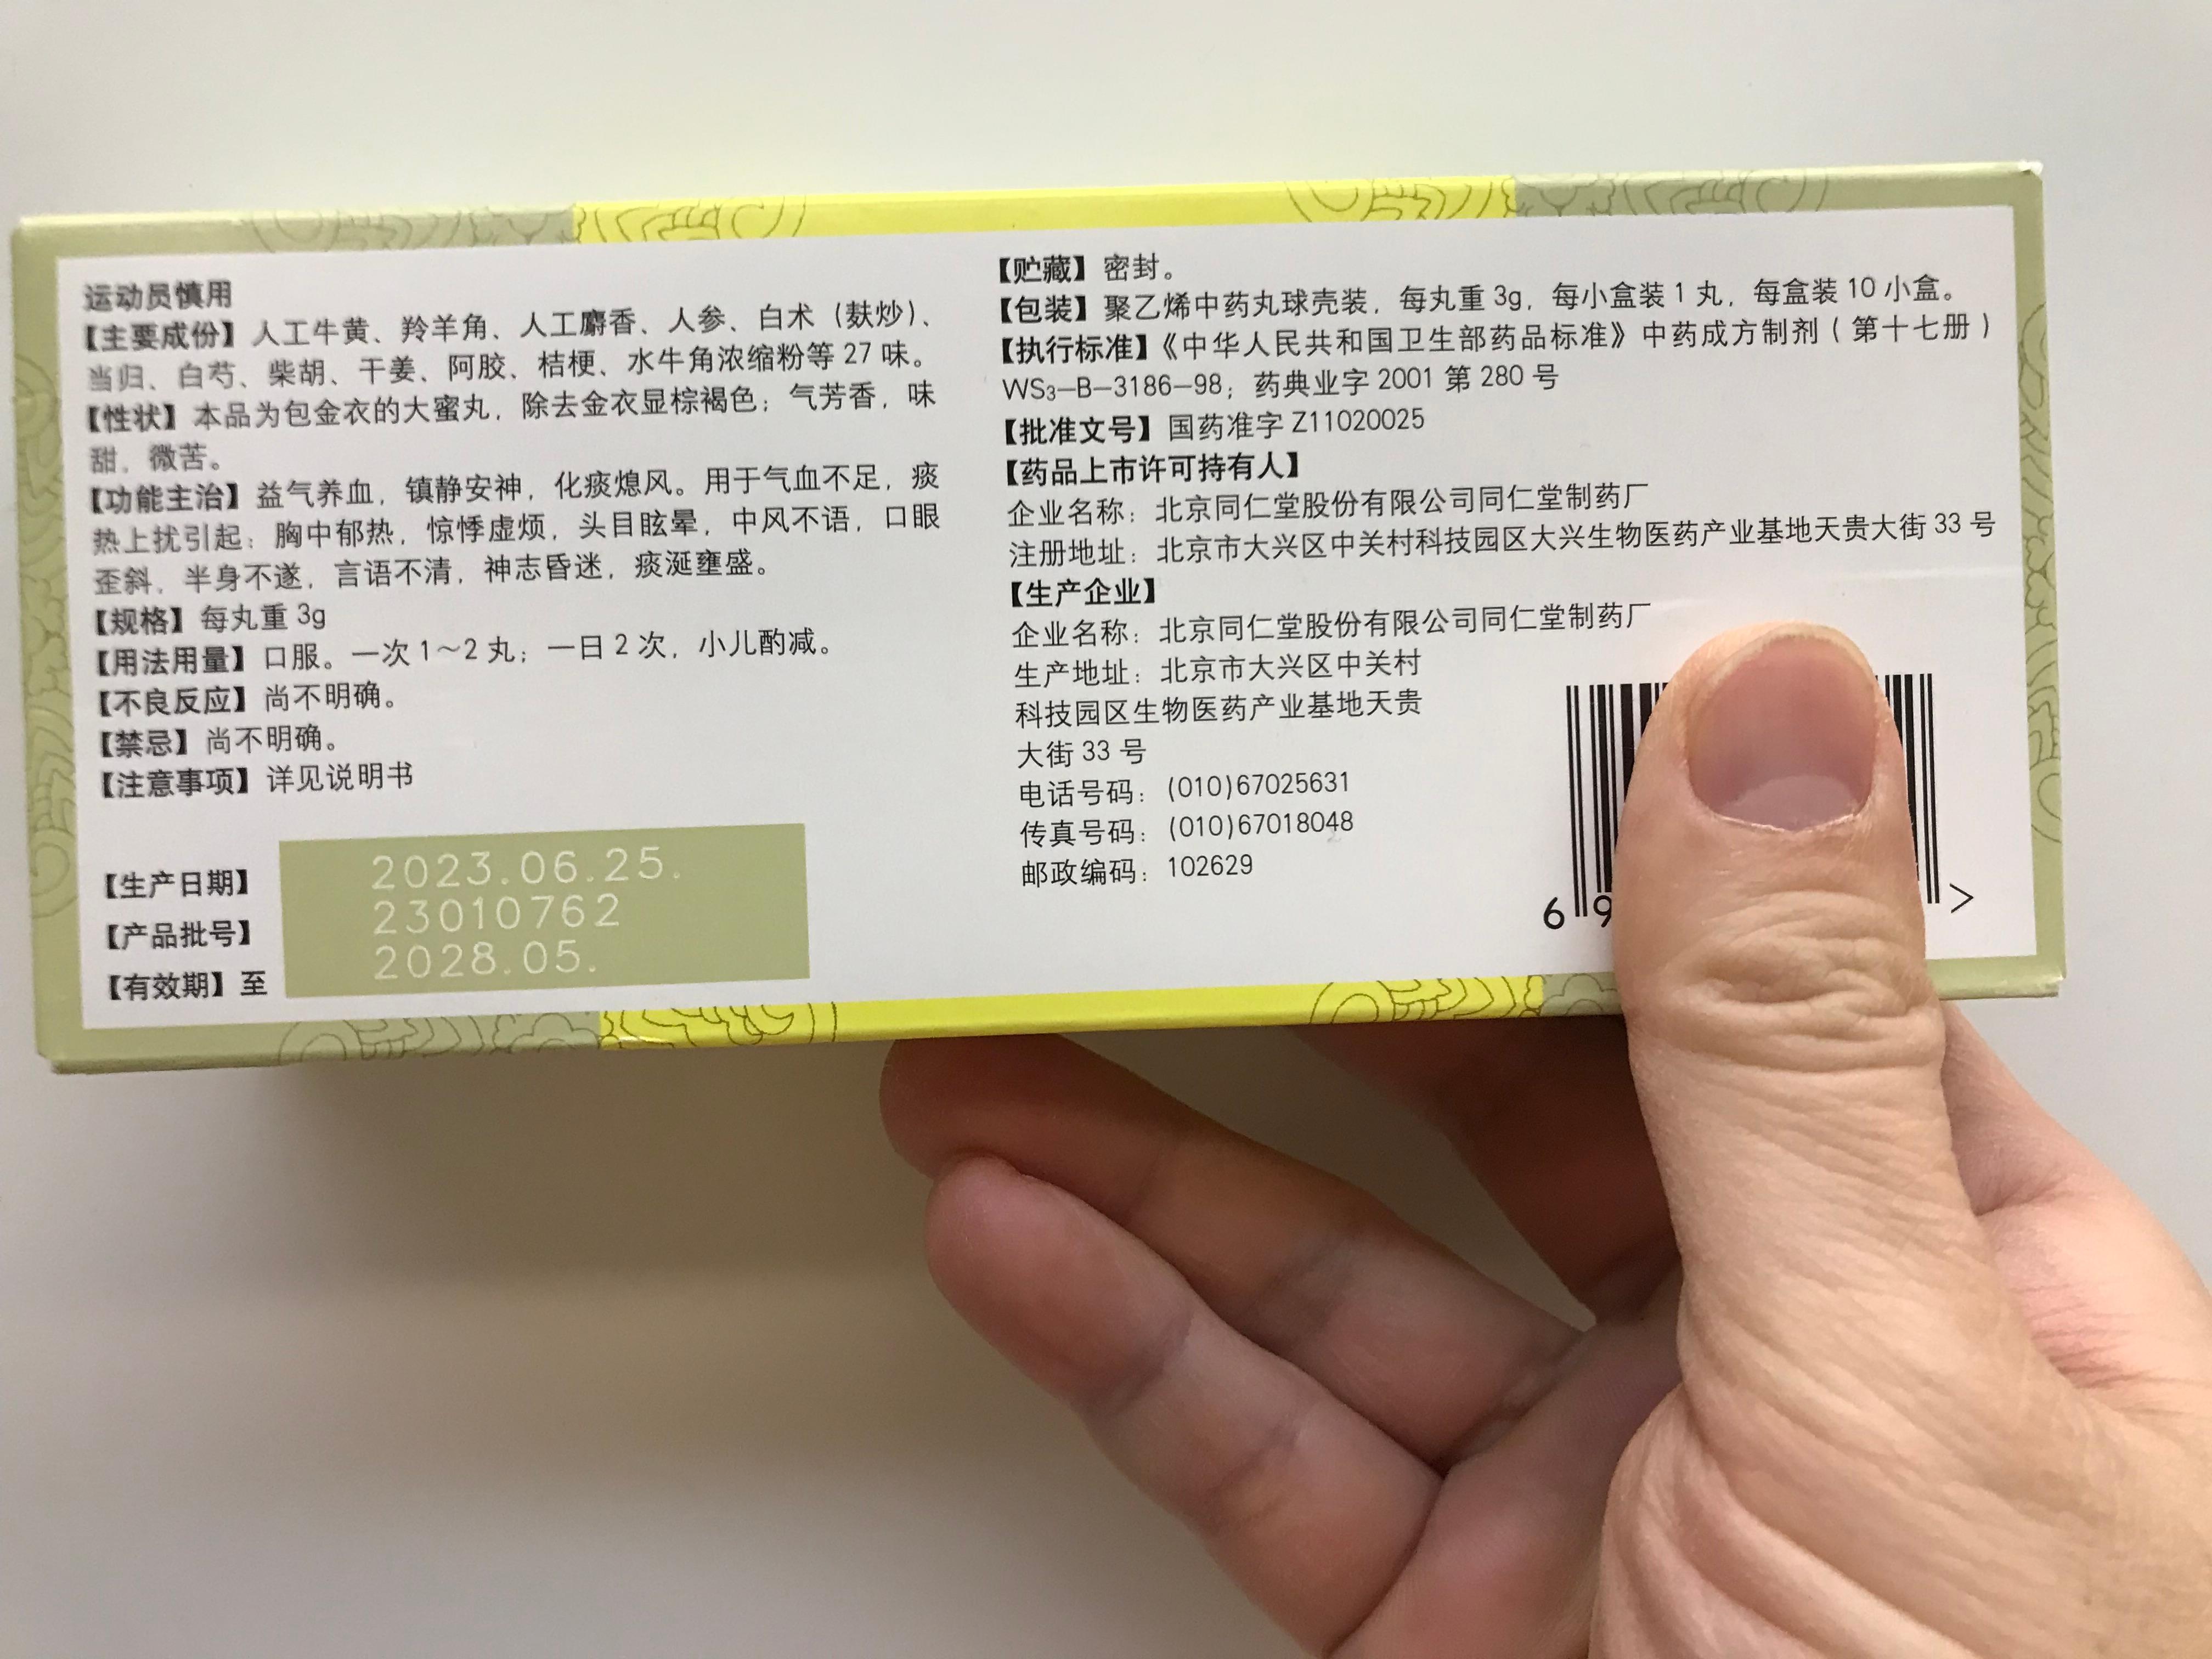 运动员慎用
【主要成份】人工牛黄、羚羊角、人工麝香、人参、白术（麸炒）、
当归、白芍、柴胡、干姜、阿胶、桔梗、水牛角浓缩粉等 27 味。
【性状】本品为包金衣的大蜜丸，除去金衣显棕褐色；气芳香，味
甜，微苦。
【功能主治】益气养血，镇静安神，化痰熄风。用于气血不足，痰
热上扰引起：胸中郁热，惊悸虚烦，头目眩晕，中风不语，口眼
歪斜，半身不遂，言语不清，神志昏迷，痰涎壅盛。
【规格】每丸重 3g
【用法用量】口服。一次 1～2 丸；一日 2 次，小儿酌减。
【不良反应】尚不明确。
【禁忌】尚不明确。
【注意事项】详见说明书
【生产日期】 2023.06.25.
【产品批号】 23010762
【有效期】至 2028.05.
【贮藏】密封。
【包装】聚乙烯中药丸球壳装，每丸重 3g，每小盒装 1 丸，每盒装 10 小盒。
【执行标准】《中华人民共和国卫生部药品标准》中药成方制剂（第十七册）
WS₃–B–3186–98；药典业字 2001 第 280 号
【批准文号】国药准字 Z11020025
【药品上市许可持有人】
企业名称：北京同仁堂股份有限公司同仁堂制药厂
注册地址：北京市大兴区中关村科技园区大兴生物医药产业基地天贵大街 33 号
【生产企业】
企业名称：北京同仁堂股份有限公司同仁堂制药厂
生产地址：北京市大兴区中关村
科技园区生物医药产业基地天贵
大街 33 号
电话号码：(010)67025631
传真号码：(010)67018048
邮政编码：102629
6 9 >